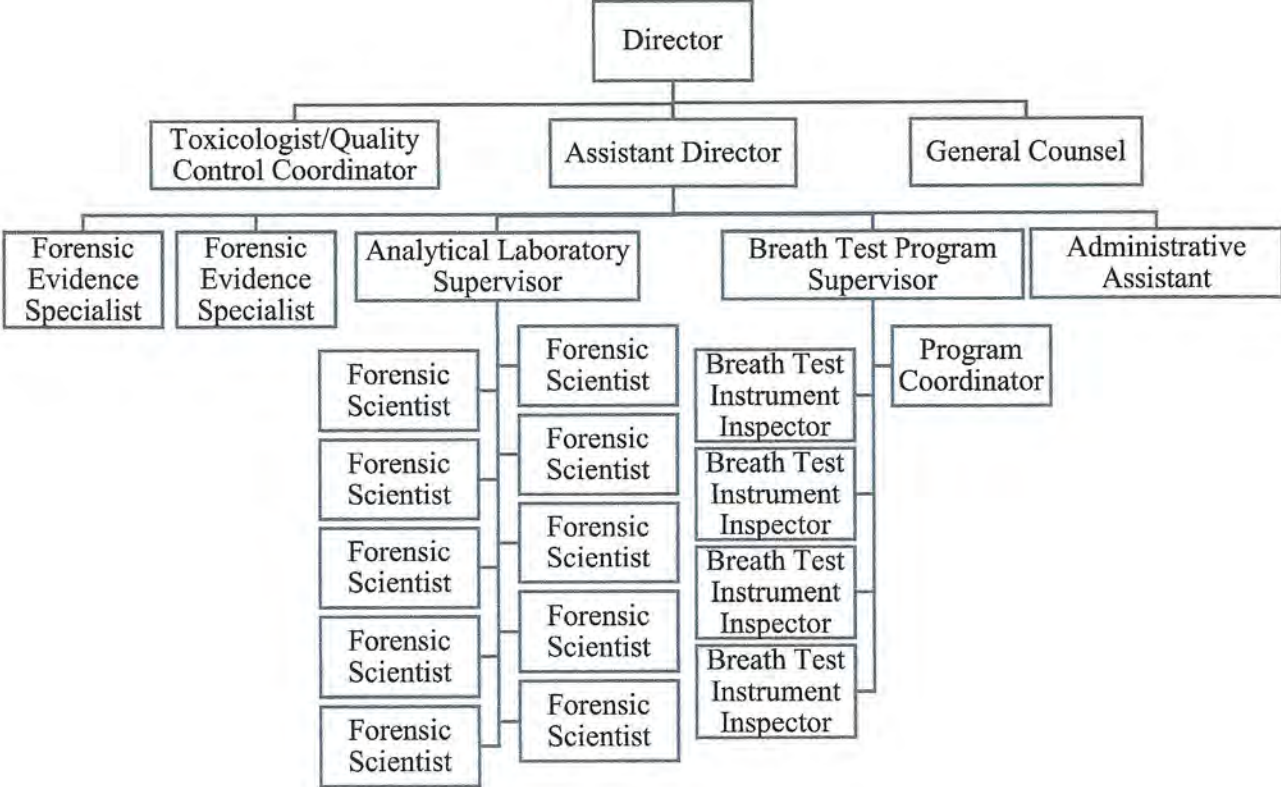 Director
Toxicologist/Quality
Control Coordinator
Assistant Director
General Counsel
Forensic
Evidence
Specialist
Forensic
Evidence
Specialist
Analytical Laboratory
Supervisor
Breath Test Program
Supervisor
Administrative
Assistant
Forensic
Scientist
Forensic
Scientist
Forensic
Scientist
Forensic
Scientist
Forensic
Scientist
Forensic
Scientist
Forensic
Scientist
Forensic
Scientist
Forensic
Scientist
Forensic
Scientist
Breath Test
Instrument
Inspector
Breath Test
Instrument
Inspector
Breath Test
Instrument
Inspector
Breath Test
Instrument
Inspector
Program
Coordinator